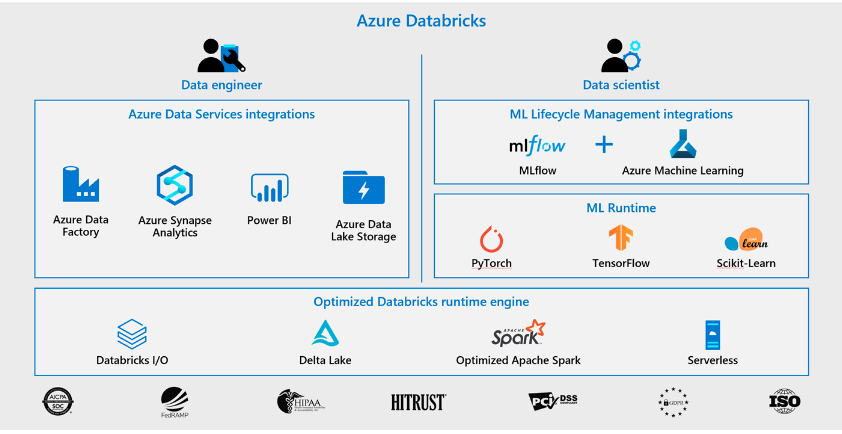 Azure Databricks
Data engineer
Data scientist
Azure Data Services integrations
Azure Data
Factory
Azure Synapse
Analytics
Power BI
Azure Data
Lake Storage
ML Lifecycle Management integrations
mlflow
+
MLflow
Azure Machine Learning
ML Runtime
learn
PyTorch
TensorFlow
Scikit-Learn
Optimized Databricks runtime engine
APACHE
Spark
Databricks I/O
Delta Lake
Optimized Apache Spark
Serverless
AICPA
SOC
FedRAMP
HIPAA
HITRUST
PCI DSS
GDPR
ISO